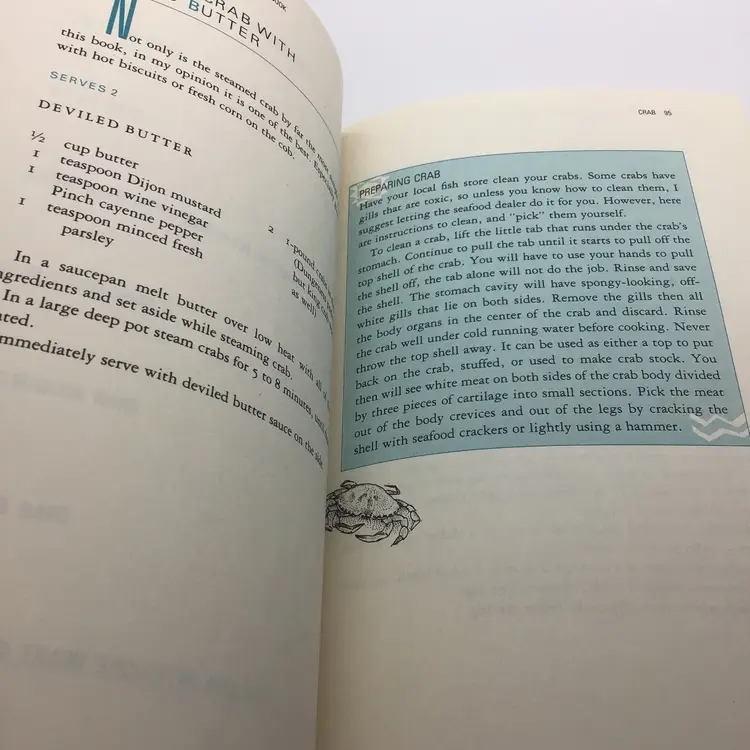 CRAB WITH
BUTTER
Not only is the steamed crab by far the
this book, in my opinion it is one of the best.
with hot biscuits or fresh corn on the cob.
SERVES 2
DEVILED BUTTER
½ cup butter
1 teaspoon Dijon mustard
1 teaspoon wine vinegar
Pinch cayenne pepper
1 teaspoon minced fresh
parsley
2 1-pound
as well)
In a saucepan melt butter over low heat with all
ingredients and set aside while steaming crab.
In a large deep pot steam crabs for 5 to 8 minutes,
immediately serve with deviled butter sauce on the side.
CRAB 95
PREPARING CRAB
Have your local fish store clean your crabs. Some crabs have
gills that are toxic, so unless you know how to clean them, I
suggest letting the seafood dealer do it for you. However, here
are instructions to clean, and "pick" them yourself.
To clean a crab, lift the little tab that runs under the crab's
stomach. Continue to pull the tab until it starts to pull off the
top shell of the crab. You will have to use your hands to pull
the shell off, the tab alone will not do the job. Rinse and save
the shell. The stomach cavity will have spongy-looking, off-
white gills that lie on both sides. Remove the gills then all
the body organs in the center of the crab and discard. Rinse
the crab well under cold running water before cooking. Never
throw the top shell away. It can be used as either a top to put
back on the crab, stuffed, or used to make crab stock. You
then will see white meat on both sides of the crab body divided
by three pieces of cartilage into small sections. Pick the meat
out of the body crevices and out of the legs by cracking the
shell with seafood crackers or lightly using a hammer.